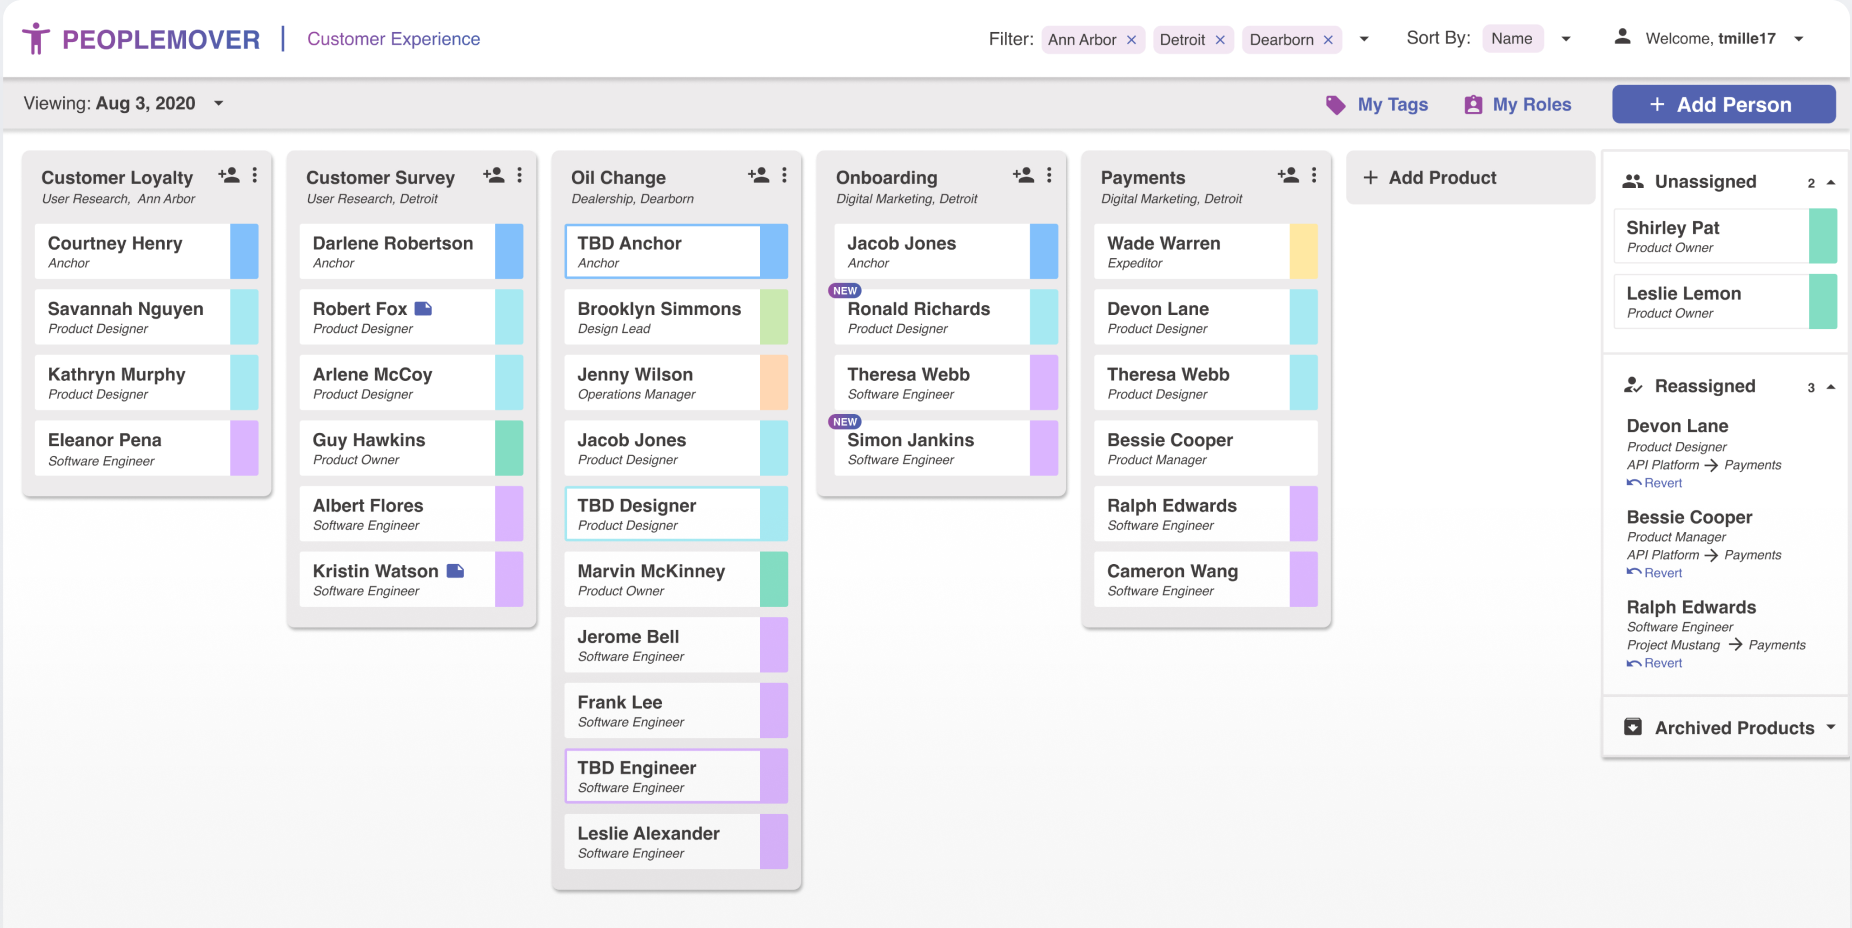 PEOPLEMOVER
Customer Experience
Filter: Ann Arbor × Detroit × Dearborn ×
Sort By: Name
Welcome, tmille17
Viewing: Aug 3, 2020
My Tags
My Roles
+ Add Person
Customer Loyalty
User Research, Ann Arbor
Courtney Henry
Anchor
Savannah Nguyen
Product Designer
Kathryn Murphy
Product Designer
Eleanor Pena
Software Engineer
Customer Survey
User Research, Detroit
Darlene Robertson
Anchor
Robert Fox
Product Designer
Arlene McCoy
Product Designer
Guy Hawkins
Product Owner
Albert Flores
Software Engineer
Kristin Watson
Software Engineer
Oil Change
Dealership, Dearborn
TBD Anchor
Anchor
Brooklyn Simmons
Design Lead
Jenny Wilson
Operations Manager
Jacob Jones
Product Designer
TBD Designer
Product Designer
Marvin McKinney
Product Owner
Jerome Bell
Software Engineer
Frank Lee
Software Engineer
TBD Engineer
Software Engineer
Leslie Alexander
Software Engineer
Onboarding
Digital Marketing, Detroit
Jacob Jones
Anchor
NEW
Ronald Richards
Product Designer
Theresa Webb
Software Engineer
NEW
Simon Jankins
Software Engineer
Payments
Digital Marketing, Detroit
Wade Warren
Expeditor
Devon Lane
Product Designer
Theresa Webb
Product Designer
Bessie Cooper
Product Manager
Ralph Edwards
Software Engineer
Cameron Wang
Software Engineer
+ Add Product
Unassigned 2
Shirley Pat
Product Owner
Leslie Lemon
Product Owner
Reassigned 3
Devon Lane
Product Designer
API Platform → Payments
Revert
Bessie Cooper
Product Manager
API Platform → Payments
Revert
Ralph Edwards
Software Engineer
Project Mustang → Payments
Revert
Archived Products